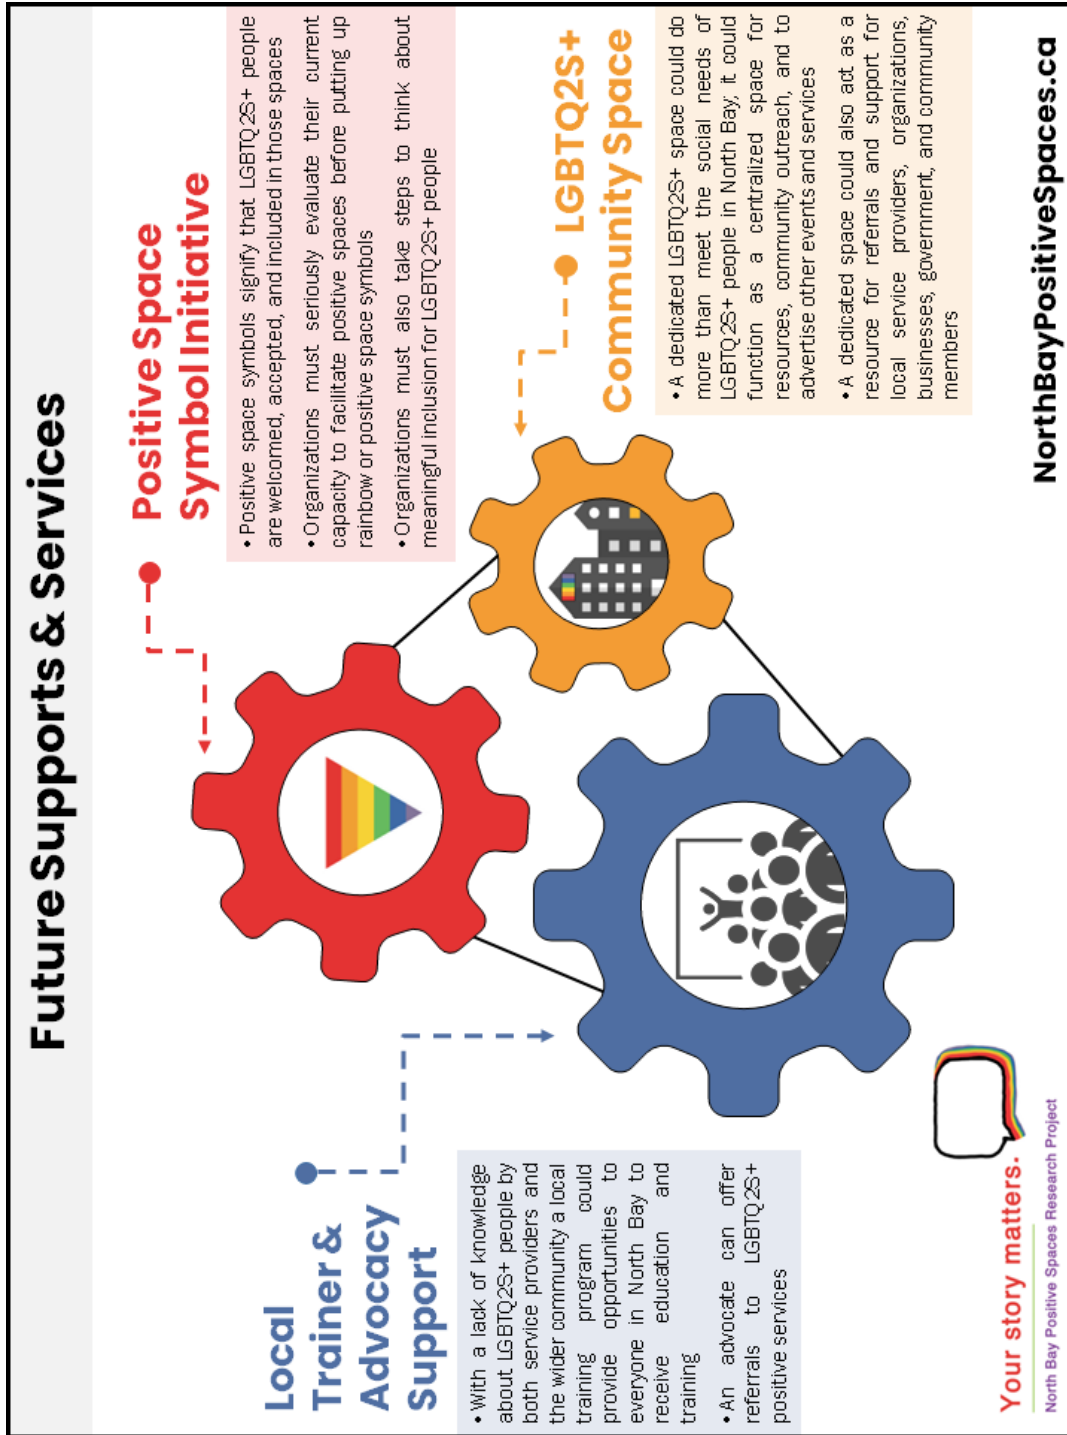 Future Supports & Services
Local
Trainer &
Advocacy
Support
• With a lack of knowledge
about LGBTQ2S+ people by
both service providers and
the wider community a local
training program could
provide opportunities to
everyone in North Bay to
receive education and
training
• An advocate can offer
referrals to LGBTQ2S+
positive services
Positive Space
Symbol Initiative
• Positive space symbols signify that LGBTQ2S+ people
are welcomed, accepted, and included in those spaces
• Organizations must seriously evaluate their current
capacity to facilitate positive spaces before putting up
rainbow or positive space symbols
• Organizations must also take steps to think about
meaningful inclusion for LGBTQ2S+ people
LGBTQ2S+
Community Space
• A dedicated LGBTQ2S+ space could do
more than meet the social needs of
LGBTQ2S+ people in North Bay, it could
function as a centralized space for
resources, community outreach, and to
advertise other events and services
• A dedicated space could also act as a
resource for referrals and support for
local service providers, organizations,
businesses, government, and community
members
Your story matters.
North Bay Positive Spaces Research Project
NorthBayPositiveSpaces.ca